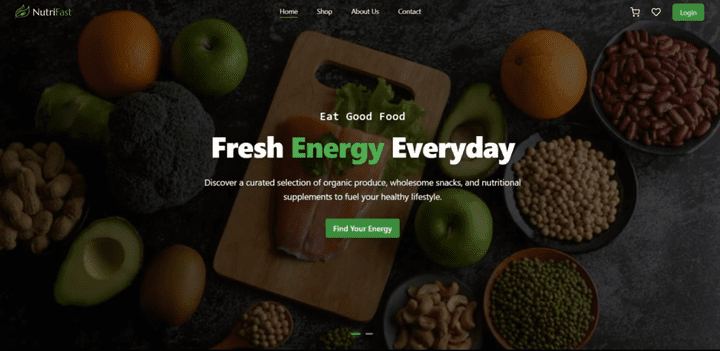 NutriFast
Home
Shop
About Us
Contact
Login
Eat Good Food
Fresh Energy Everyday
Discover a curated selection of organic produce, wholesome snacks, and nutritional
supplements to fuel your healthy lifestyle.
Find Your Energy